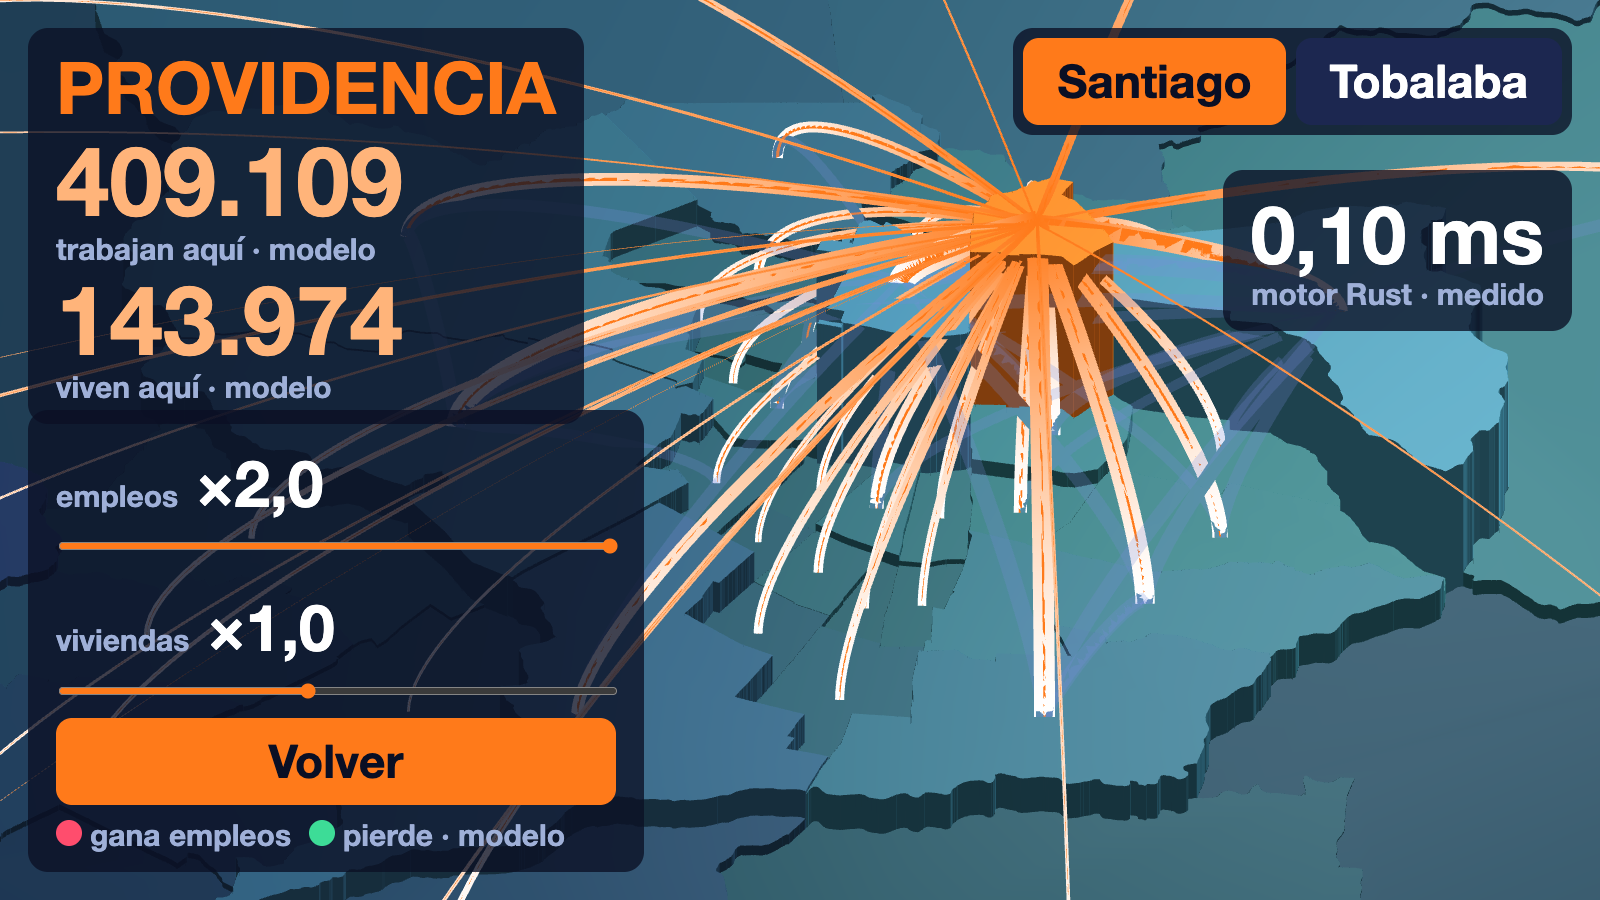 PROVIDENCIA
409.109
trabajan aquí · modelo
143.974
viven aquí · modelo
empleos ×2,0
viviendas ×1,0
Volver
gana empleos pierde · modelo
Santiago Tobalaba
0,10 ms
motor Rust · medido